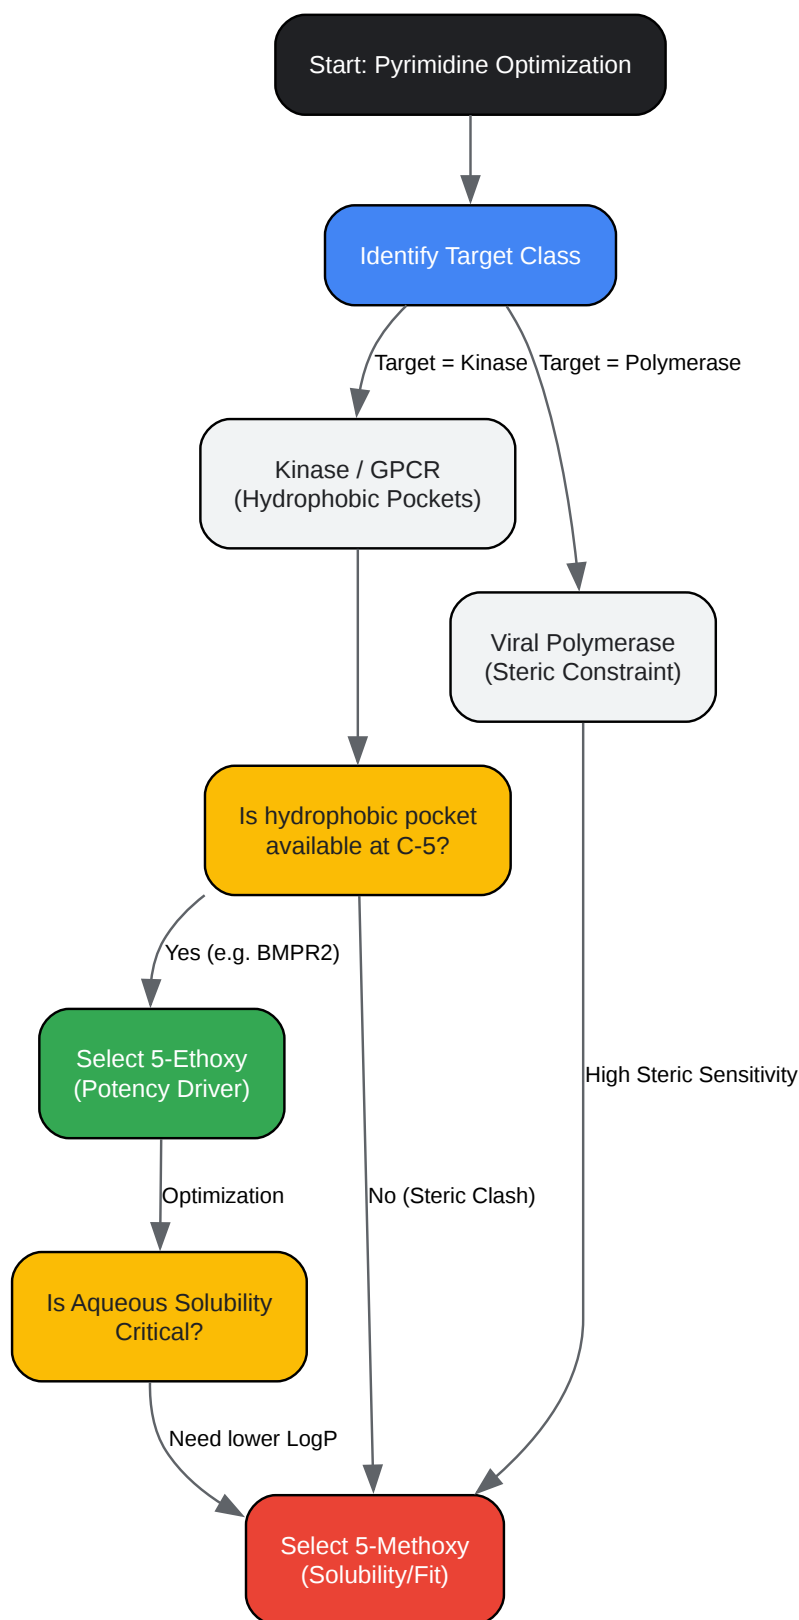 Start: Pyrimidine Optimization
Identify Target Class
Target = Kinase
Target = Polymerase
Kinase / GPCR
(Hydrophobic Pockets)
Viral Polymerase
(Steric Constraint)
Is hydrophobic pocket
available at C-5?
Yes (e.g. BMPR2)
Select 5-Ethoxy
(Potency Driver)
High Steric Sensitivity
Optimization
No (Steric Clash)
Is Aqueous Solubility
Critical?
Need lower LogP
Select 5-Methoxy
(Solubility/Fit)